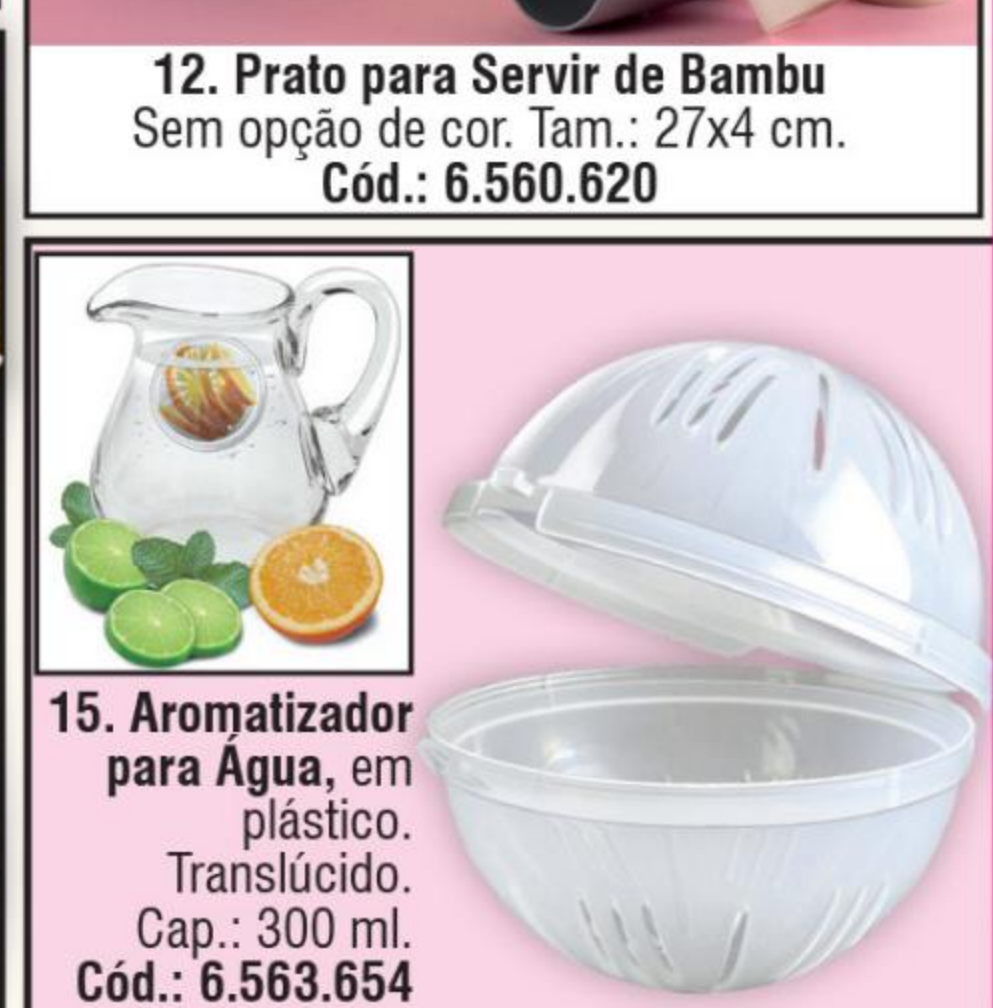 12. Prato para Servir de Bambu
Sem opção de cor. Tam.: 27x4 cm.
Cód.: 6.560.620
15. Aromatizador
para Água, em
plástico.
Translúcido.
Cap.: 300 ml.
Cód.: 6.563.654